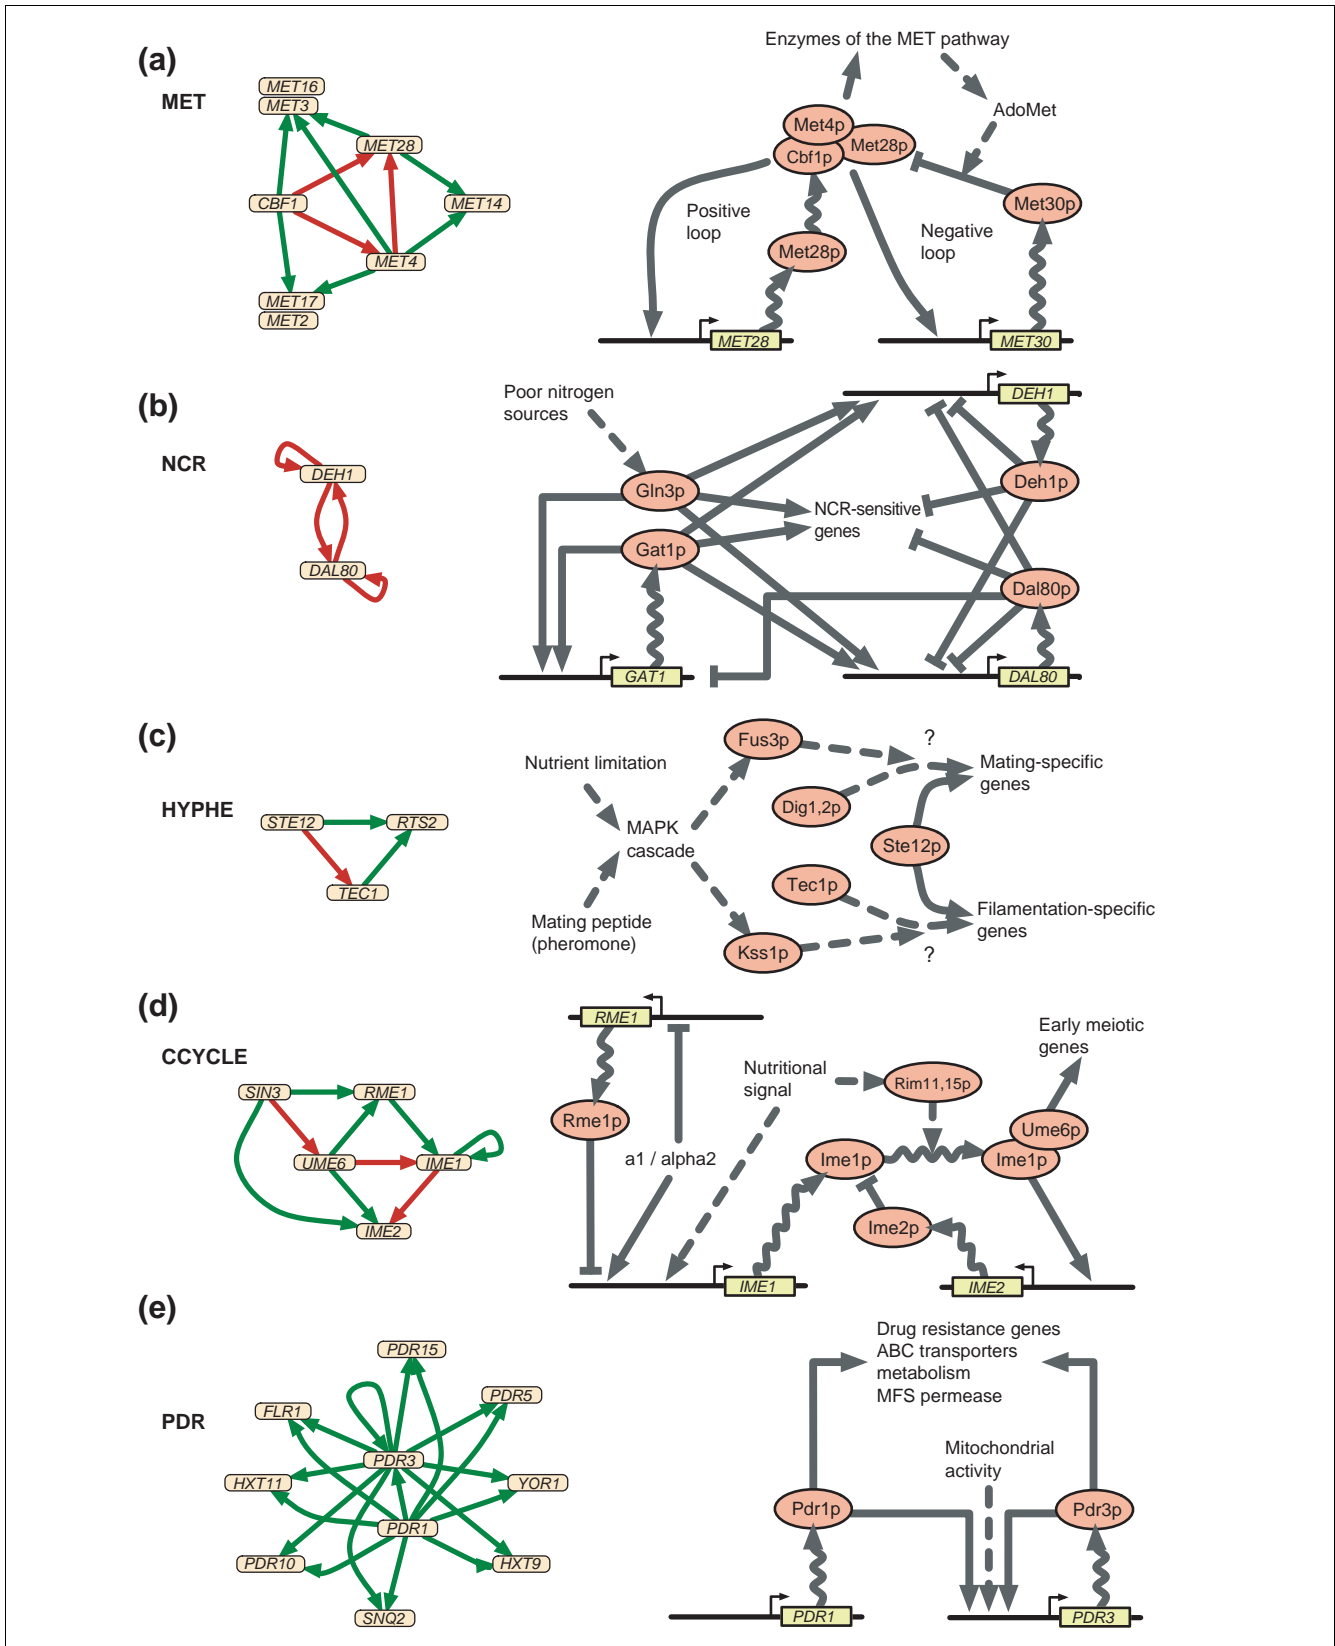 (a)
MET
MET16
MET3
MET28
CBF1
MET14
MET4
MET17
MET2
Enzymes of the MET pathway
AdoMet
Met4p
Cbf1p
Met28p
Met30p
Positive
loop
Met28p
Negative
loop
MET28
MET30
(b)
NCR
DEH1
DAL80
Poor nitrogen
sources
DEH1
Gln3p
Deh1p
NCR-sensitive
genes
Gat1p
Dal80p
GAT1
DAL80
(c)
HYPHE
STE12
RTS2
TEC1
Nutrient limitation
MAPK
cascade
Mating peptide
(pheromone)
Fus3p
?
Mating-specific
genes
Dig1,2p
Ste12p
Tec1p
Filamentation-specific
genes
Kss1p
?
(d)
CCYCLE
SIN3
RME1
UME6
IME1
IME2
RME1
Rme1p
a1 / alpha2
Nutritional
signal
Rim11,15p
Early meiotic
genes
Ume6p
Ime1p
Ime1p
Ime2p
IME1
IME2
(e)
PDR
PDR15
PDR5
FLR1
PDR3
HXT11
YOR1
PDR1
PDR10
HXT9
SNQ2
Drug resistance genes
ABC transporters
metabolism
MFS permease
Mitochondrial
activity
Pdr1p
Pdr3p
PDR1
PDR3